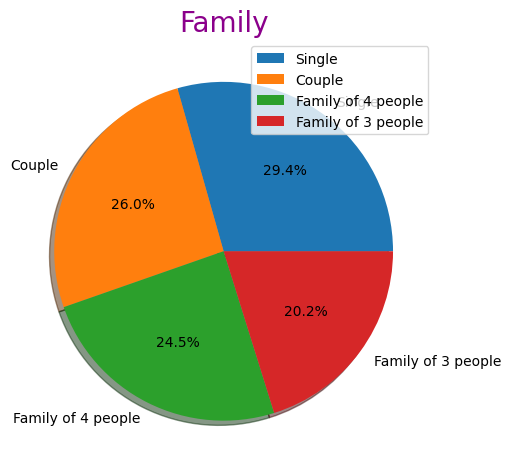 Family
Single
Couple
Family of 4 people
Family of 3 people
Single
29.4%
Couple
26.0%
24.5%
20.2%
Family of 3 people
Family of 4 people